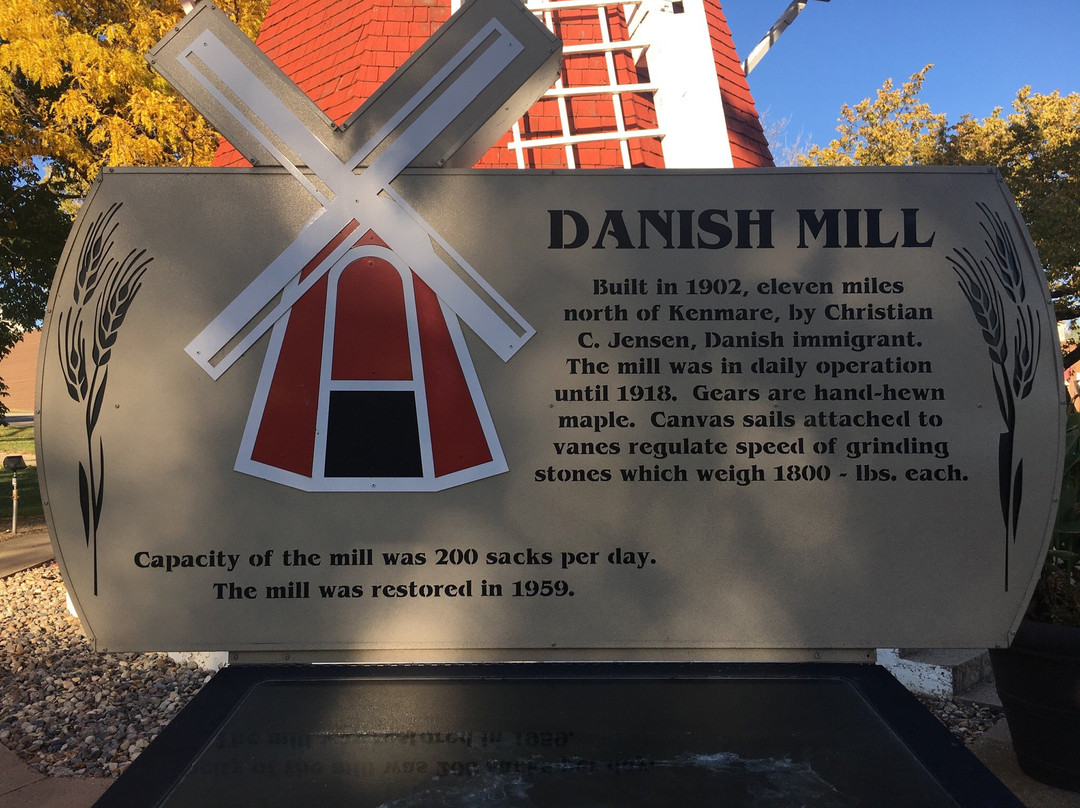 DANISH MILL
Built in 1902, eleven miles
north of Kenmare, by Christian
C. Jensen, Danish immigrant.
The mill was in daily operation
until 1918. Gears are hand-hewn
maple. Canvas sails attached to
vanes regulate speed of grinding
stones which weigh 1800 - lbs. each.
Capacity of the mill was 200 sacks per day.
The mill was restored in 1959.